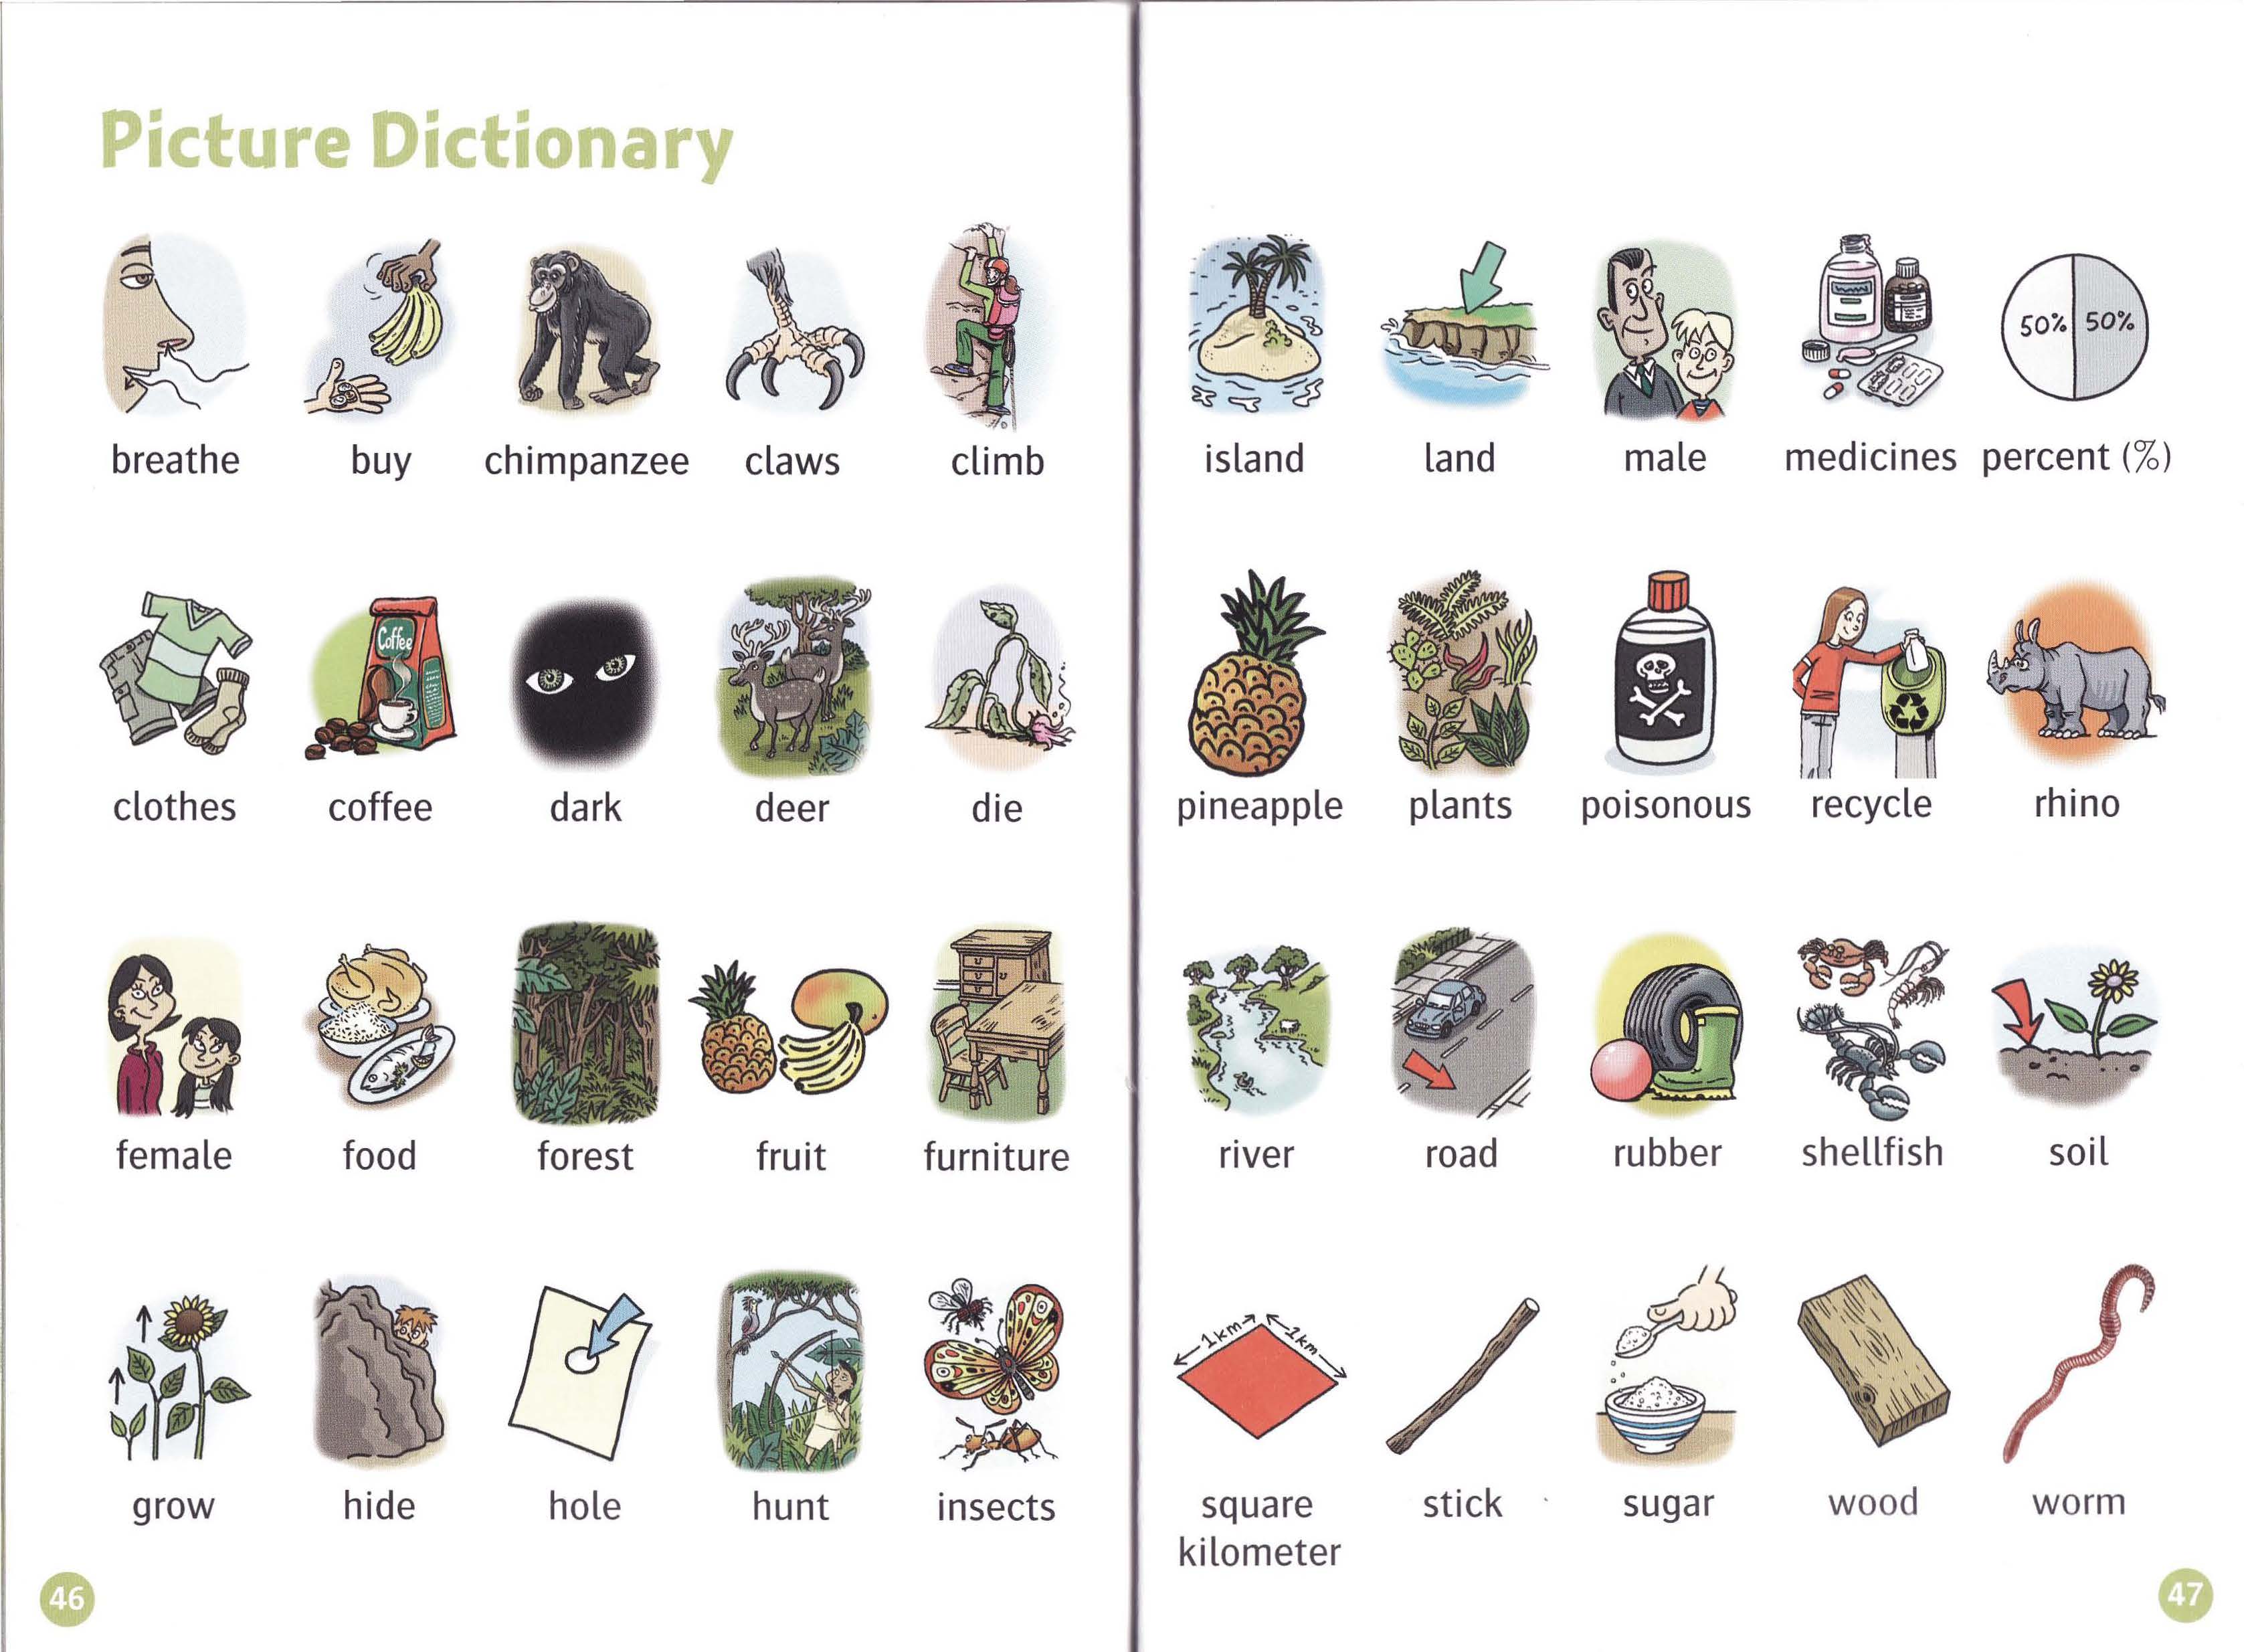 Picture Dictionary
breathe buy chimpanzee claws climb
Coffee
clothes coffee dark deer die
female food forest fruit furniture
grow hide hole hunt insects
46
50% 50%
island land male medicines percent (%)
pineapple plants poisonous recycle rhino
river road rubber shellfish soil
1km 1km
square stick sugar wood worm
kilometer
47